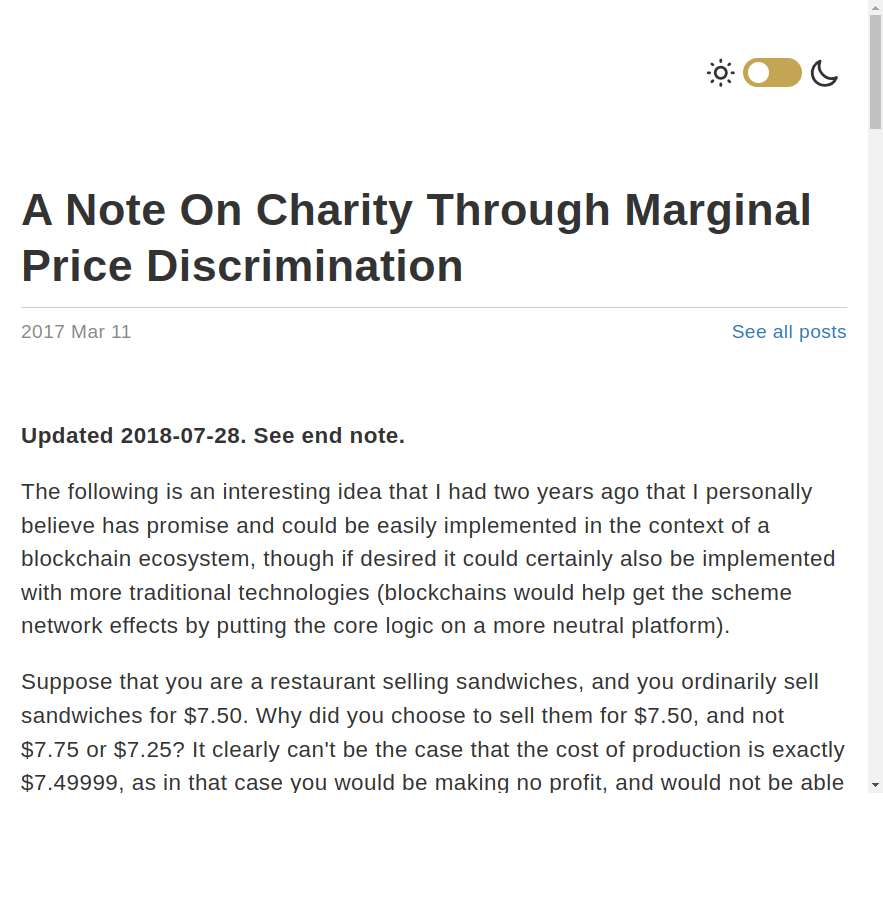 A Note On Charity Through Marginal
Price Discrimination
2017 Mar 11
See all posts
Updated 2018-07-28. See end note.
The following is an interesting idea that I had two years ago that I personally
believe has promise and could be easily implemented in the context of a
blockchain ecosystem, though if desired it could certainly also be implemented
with more traditional technologies (blockchains would help get the scheme
network effects by putting the core logic on a more neutral platform).
Suppose that you are a restaurant selling sandwiches, and you ordinarily sell
sandwiches for $7.50. Why did you choose to sell them for $7.50, and not
$7.75 or $7.25? It clearly can't be the case that the cost of production is exactly
$7.49999, as in that case you would be making no profit, and would not be able